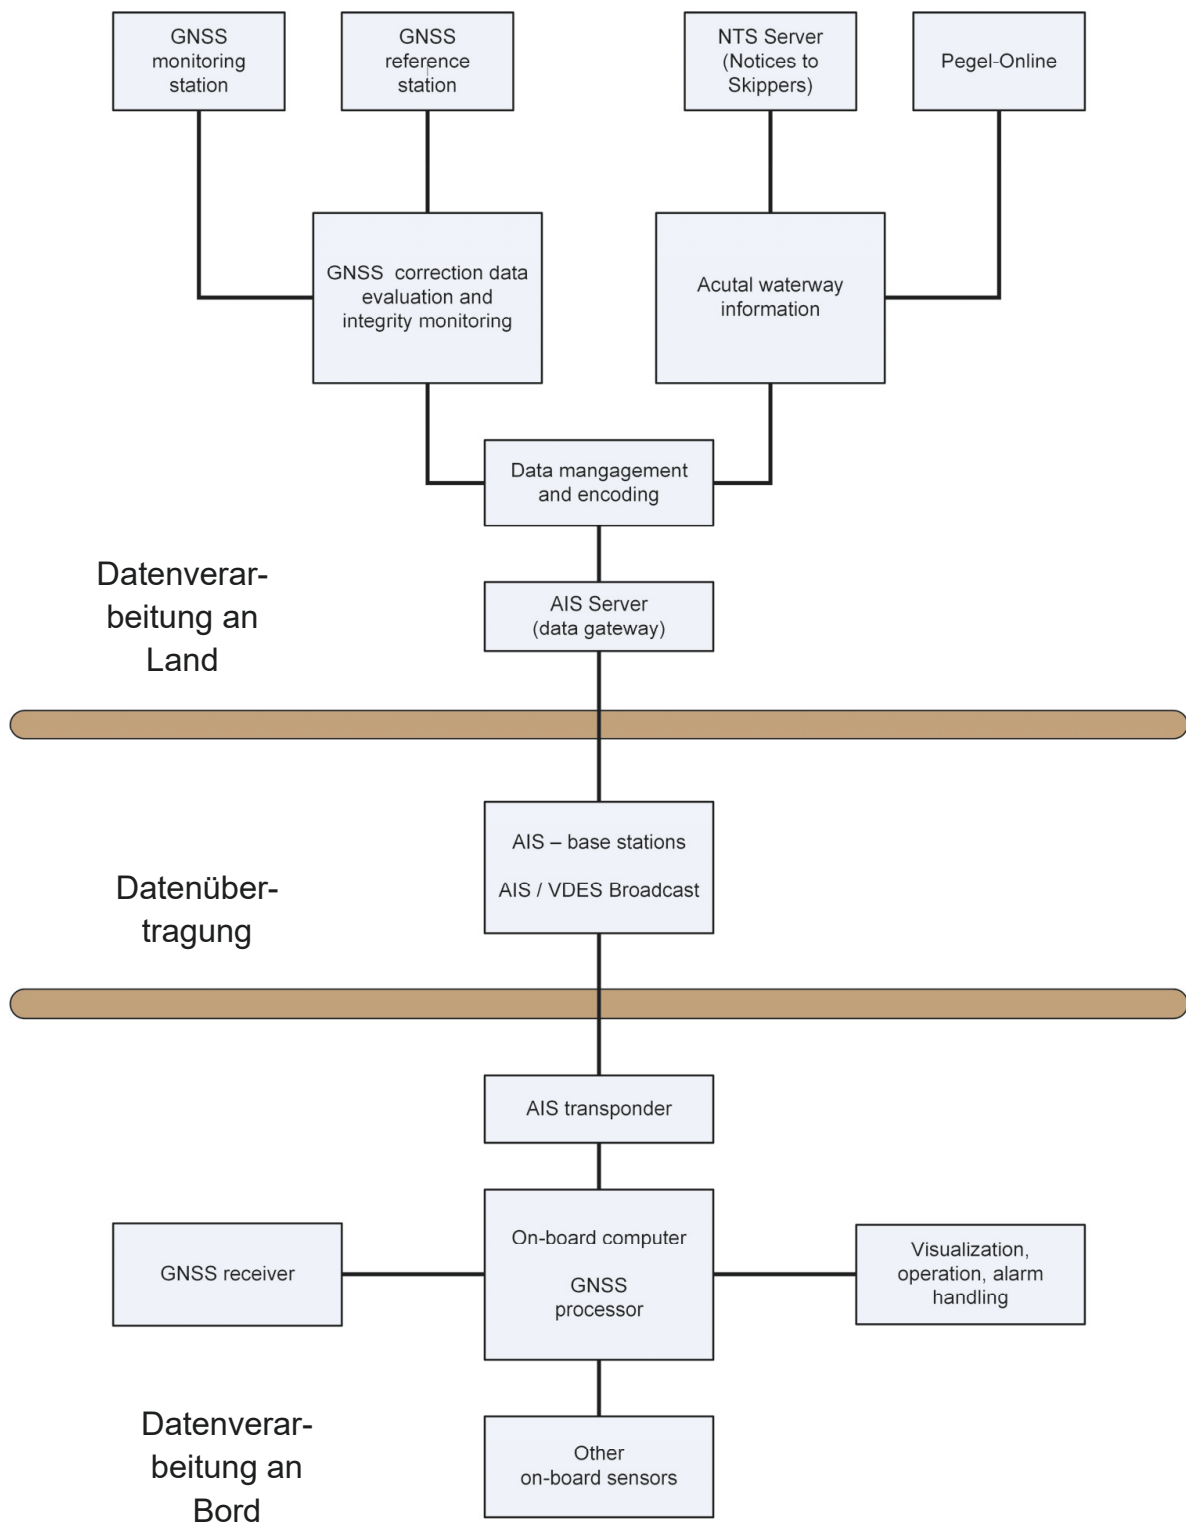 GNSS
monitoring
station
GNSS
reference
station
NTS Server
(Notices to
Skippers)
Pegel-Online
GNSS correction data
evaluation and
integrity monitoring
Acutal waterway
information
Data mangagement
and encoding
Datenverar-
beitung an
Land
AIS Server
(data gateway)
AIS – base stations
AIS / VDES Broadcast
Datenüber-
tragung
AIS transponder
GNSS receiver
On-board computer
GNSS
processor
Visualization,
operation, alarm
handling
Datenverar-
beitung an
Bord
Other
on-board sensors